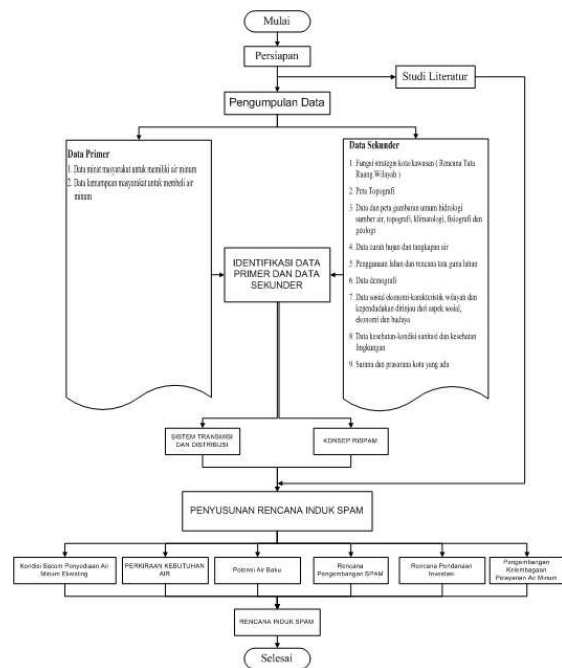 Mulai
Persiapan
Studi Literatur
Pengumpulan Data
Data Primer
1. Data minat masyarakat untuk memiliki air minum
2. Data kemampuan masyarakat untuk membeli air
minum
Data Sekunder
1 Fungsi strategis kota kawasan ( Rencana Tata
Ruang Wilayah )
2 Peta Topografi
3 Data dan peta gambaran umum hidrologi
sumber air, topografi, klimatologi, fisiografi dan
geologi
4 Data curah hujan dan tangkapan air
5 Penggunaan lahan dan rencana tata guna lahan
6 Data demografi
7 Data sosial ekonomi-karakteristik wilayah dan
kependudukan ditinjau dari aspek sosial,
ekonomi dan budaya
8 Data kesehatan-kondisi sanitasi dan kesehatan
lingkungan
9 Sarana dan prasarana kota yang ada
IDENTIFIKASI DATA
PRIMER DAN DATA
SEKUNDER
SISTEM TRANSMISI
DAN DISTRIBUSI
KONSEP RISPAM
PENYUSUNAN RENCANA INDUK SPAM
Kondisi Sistem Penyediaan Air
Minum Eksisting
PERKIRAAN KEBUTUHAN
AIR
Potensi Air Baku
Rencana
Pengembangan SPAM
Rencana Pendanaan
Investasi
Pengembangan
Kelembagaan
Pelayanan Air Minum
RENCANA INDUK SPAM
Selesai